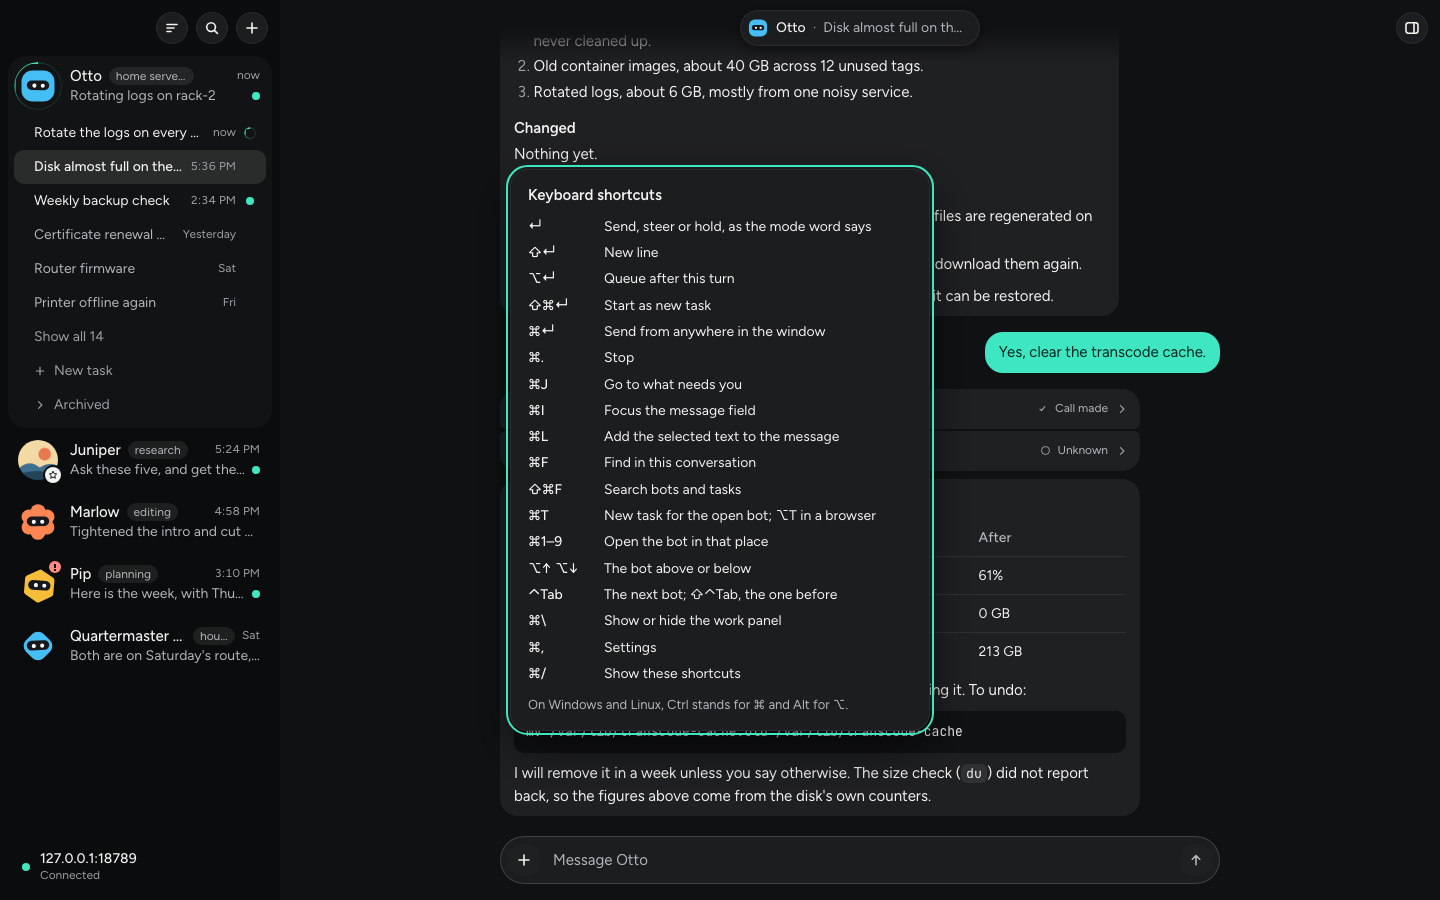 Otto home serve... now
Rotating logs on rack-2
Rotate the logs on every ... now
Disk almost full on the... 5:36 PM
Weekly backup check 2:34 PM
Certificate renewal ... Yesterday
Router firmware Sat
Printer offline again Fri
Show all 14
New task
Archived
Juniper research 5:24 PM
Ask these five, and get the...
Marlow editing 4:58 PM
Tightened the intro and cut ...
Pip planning 3:10 PM
Here is the week, with Thu...
Quartermaster ... hou... Sat
Both are on Saturday's route,...
127.0.0.1:18789
Connected
Otto · Disk almost full on th...
never cleaned up.
2. Old container images, about 40 GB across 12 unused tags.
3. Rotated logs, about 6 GB, mostly from one noisy service.
Changed
Nothing yet.
files are regenerated on
download them again.
it can be restored.
Yes, clear the transcode cache.
Call made
Unknown
After
61%
0 GB
213 GB
ing it. To undo:
Keyboard shortcuts
↵ Send, steer or hold, as the mode word says
⇧↵ New line
⌥↵ Queue after this turn
⇧⌘↵ Start as new task
⌘↵ Send from anywhere in the window
⌘. Stop
⌘J Go to what needs you
⌘I Focus the message field
⌘L Add the selected text to the message
⌘F Find in this conversation
⇧⌘F Search bots and tasks
⌘T New task for the open bot; ⌥T in a browser
⌘1–9 Open the bot in that place
⌥↑ ⌥↓ The bot above or below
^Tab The next bot; ⇧^Tab, the one before
⌘\ Show or hide the work panel
⌘, Settings
⌘/ Show these shortcuts
On Windows and Linux, Ctrl stands for ⌘ and Alt for ⌥.
-cache
I will remove it in a week unless you say otherwise. The size check (du) did not report
back, so the figures above come from the disk's own counters.
Message Otto